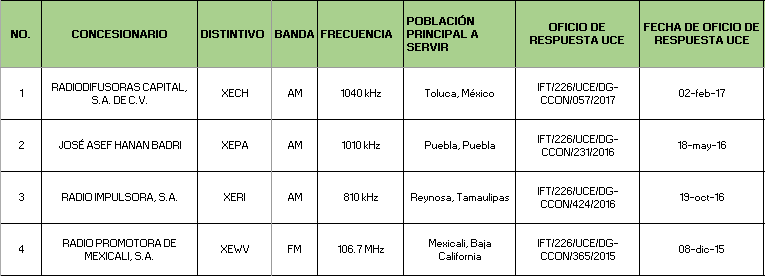 NO. CONCESIONARIO DISTINTIVO BANDA FRECUENCIA POBLACIÓN PRINCIPAL A SERVIR OFICIO DE RESPUESTA UCE FECHA DE OFICIO DE RESPUESTA UCE
1 RADIODIFUSORAS CAPITAL, S.A. DE C.V. XECH AM 1040 kHz Toluca, México IFT/226/UCE/DG-CCON/057/2017 02-feb-17
2 JOSÉ ASEF HANAN BADRI XEPA AM 1010 kHz Puebla, Puebla IFT/226/UCE/DG-CCON/231/2016 18-may-16
3 RADIO IMPULSORA, S.A. XERI AM 810 kHz Reynosa, Tamaulipas IFT/226/UCE/DG-CCON/424/2016 19-oct-16
4 RADIO PROMOTORA DE MEXICALI, S.A. XEWV FM 106.7 MHz Mexicali, Baja California IFT/226/UCE/DG-CCON/365/2015 08-dic-15